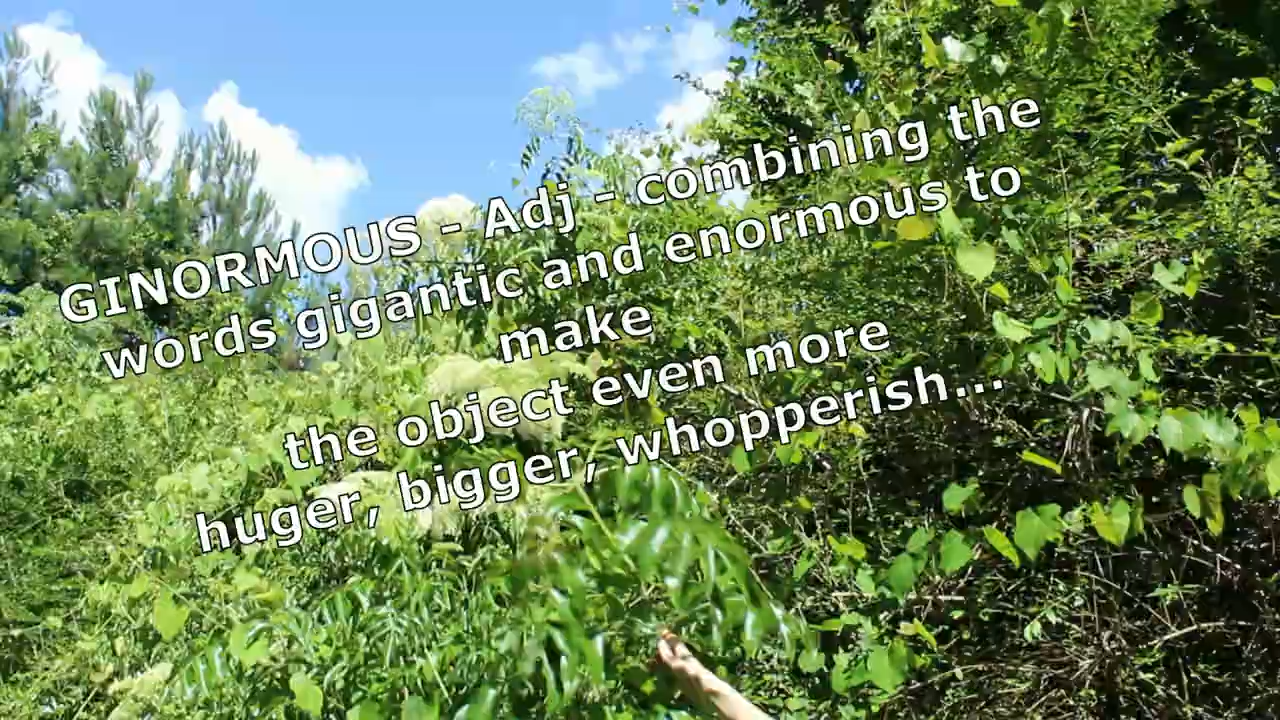 GINORMOUS - Adj - combining the
words gigantic and enormous to
make
the object even more
huger, bigger, whopperish...